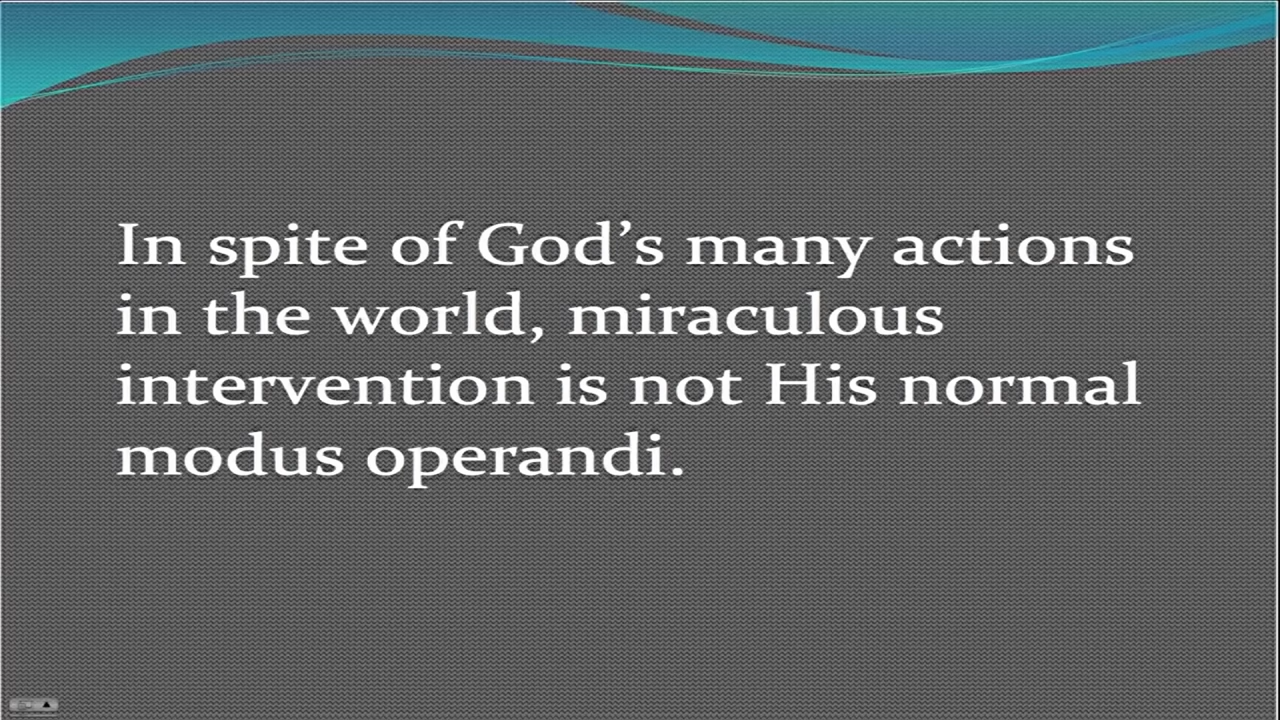 In spite of God’s many actions
in the world, miraculous
intervention is not His normal
modus operandi.